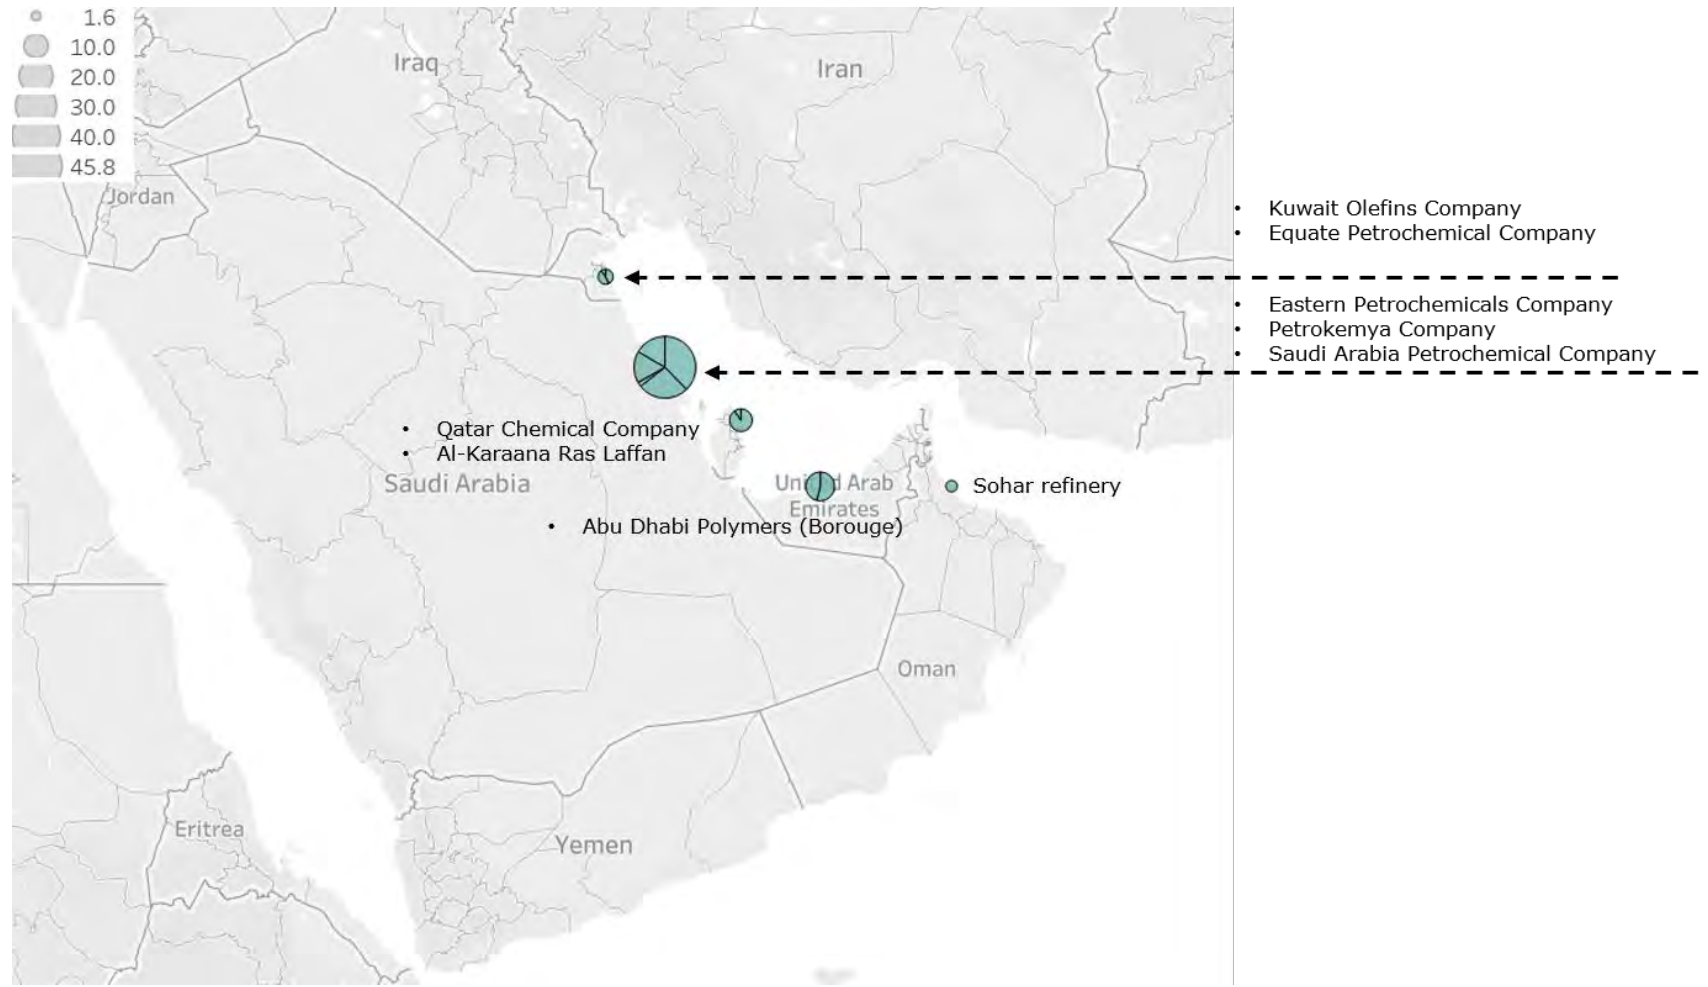 1.6
10.0
20.0
30.0
40.0
45.8
Iraq
Iran
Jordan
• Kuwait Olefins Company
• Equate Petrochemical Company
• Eastern Petrochemicals Company
• Petrokemya Company
• Saudi Arabia Petrochemical Company
• Qatar Chemical Company
• Al-Karaana Ras Laffan
Saudi Arabia
United Arab
Emirates
Sohar refinery
• Abu Dhabi Polymers (Borouge)
Oman
Eritrea
Yemen